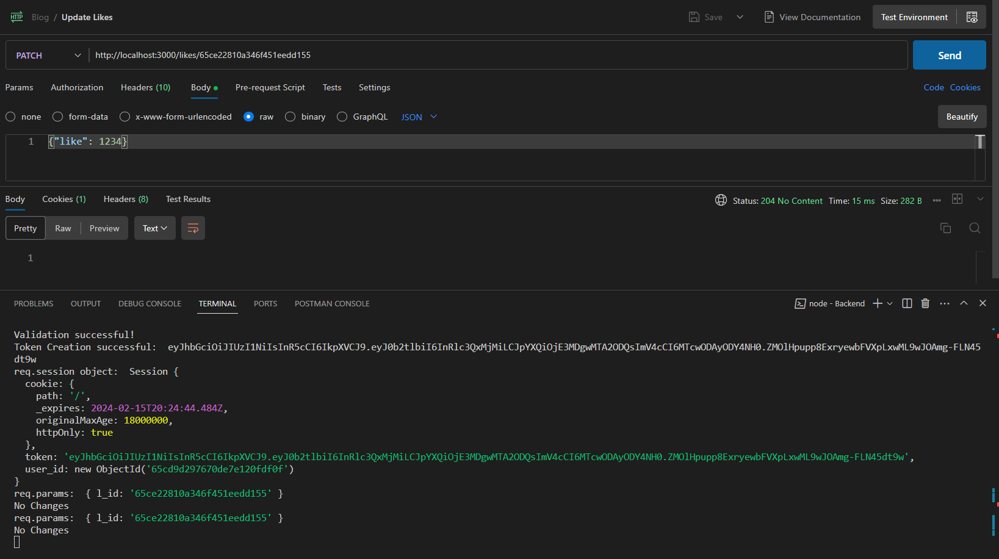 HTTP Blog / Update Likes Save View Documentation Test Environment
PATCH http://localhost:3000/likes/65ce22810a346f451eedd155 Send
Params Authorization Headers (10) Body Pre-request Script Tests Settings Code Cookies
none form-data x-www-form-urlencoded raw binary GraphQL JSON Beautify
1 {"like": 1234}
Body Cookies (1) Headers (8) Test Results Status: 204 No Content Time: 15 ms Size: 282 B
Pretty Raw Preview Text
1
PROBLEMS OUTPUT DEBUG CONSOLE TERMINAL PORTS POSTMAN CONSOLE node - Backend
Validation successful!
Token Creation successful:  eyJhbGciOiJIUzI1NiIsInR5cCI6IkpXVCJ9.eyJ0b2tlbiI6InRlc3QxMjMiLCJpYXQiOjE3MDgwMTA2ODQsImV4cCI6MTcwODAyODY4NH0.ZMOlHpupp8ExryewbFVXpLxwML9wJOAmg-FLN45
dt9w
req.session object:  Session {
cookie: {
path: '/',
_expires: 2024-02-15T20:24:44.484Z,
originalMaxAge: 18000000,
httpOnly: true
},
token: 'eyJhbGciOiJIUzI1NiIsInR5cCI6IkpXVCJ9.eyJ0b2tlbiI6InRlc3QxMjMiLCJpYXQiOjE3MDgwMTA2ODQsImV4cCI6MTcwODAyODY4NH0.ZMOlHpupp8ExryewbFVXpLxwML9wJOAmg-FLN45dt9w',
user_id: new ObjectId('65cd9d297670de7e120fdf0f')
}
req.params:  { l_id: '65ce22810a346f451eedd155' }
No Changes
req.params:  { l_id: '65ce22810a346f451eedd155' }
No Changes